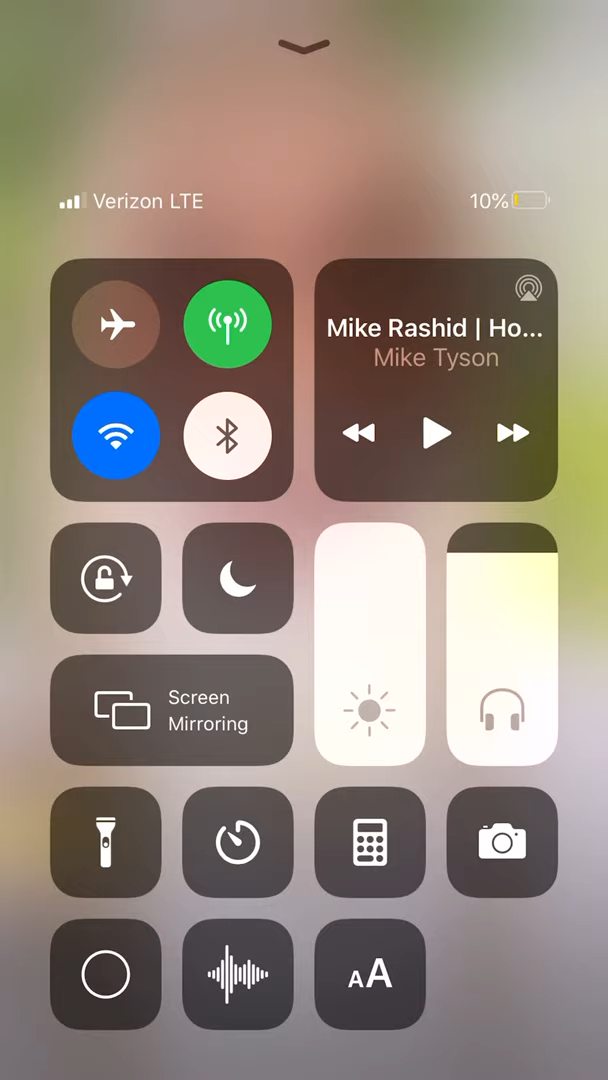 Verizon LTE
10%
Mike Rashid | Ho...
Mike Tyson
Screen
Mirroring
AA